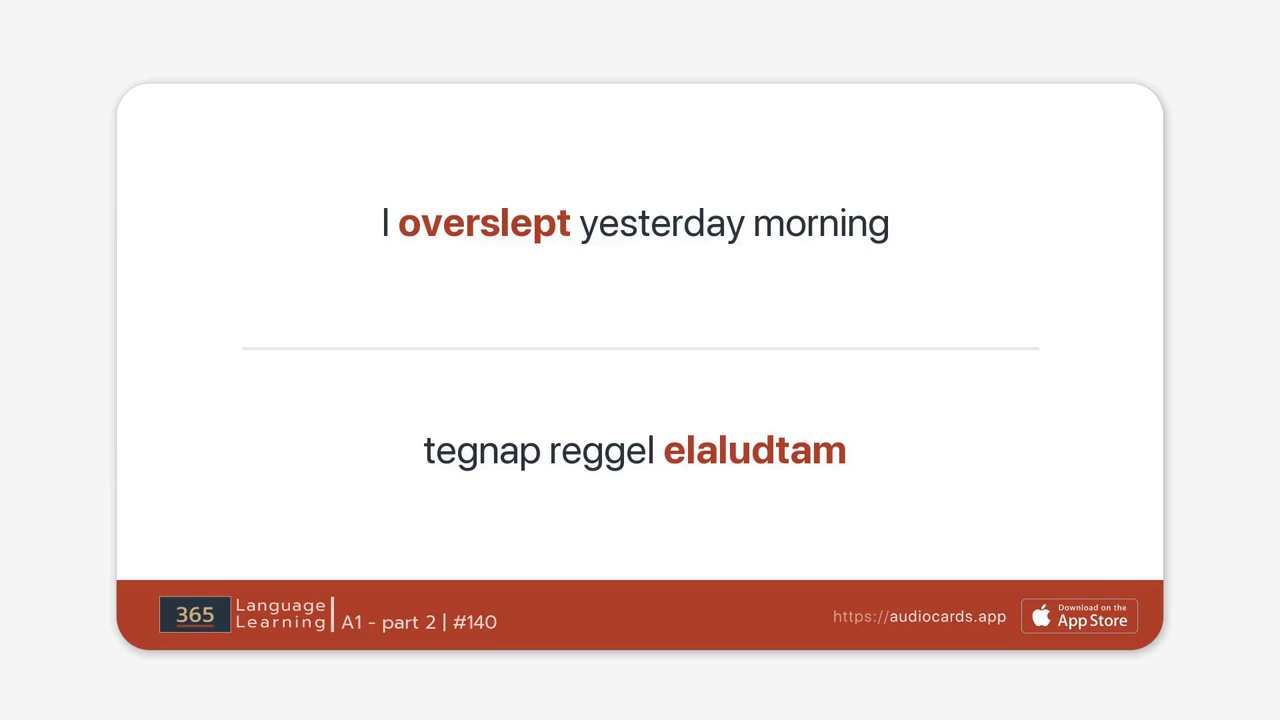 I overslept yesterday morning
tegnap reggel elaludtam
365
Language
Learning
A1 - part 2 | #140
https://audiocards.app
Download on the
App Store